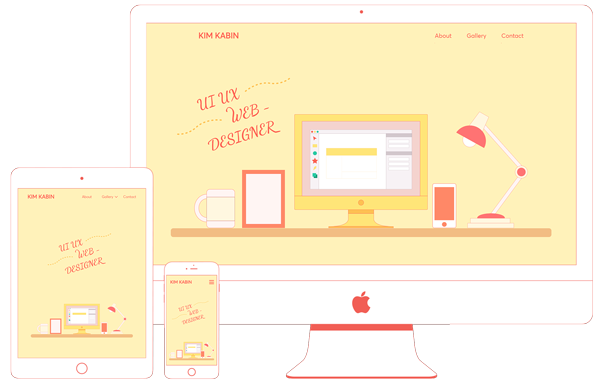 KIM KABIN
About Gallery Contact
UI UX
WEB -
DESIGNER
KIM KABIN
About Gallery Contact
UI UX
WEB -
DESIGNER
KIM KABIN
UI UX
WEB -
DESIGNER